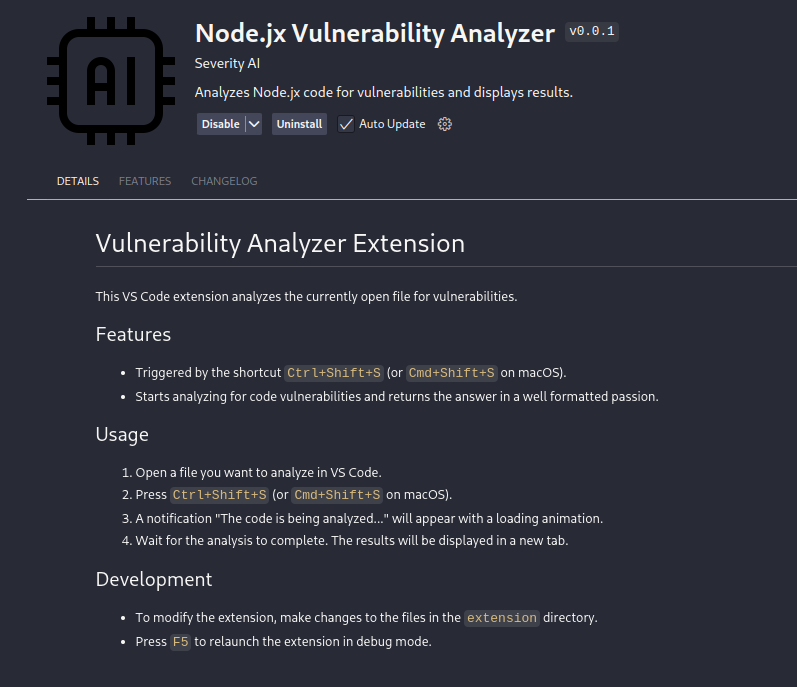 AI
Node.jx Vulnerability Analyzer v0.0.1
Severity AI
Analyzes Node.jx code for vulnerabilities and displays results.
Disable Uninstall Auto Update
DETAILS FEATURES CHANGELOG
Vulnerability Analyzer Extension
This VS Code extension analyzes the currently open file for vulnerabilities.
Features
• Triggered by the shortcut Ctrl+Shift+S (or Cmd+Shift+S on macOS).
• Starts analyzing for code vulnerabilities and returns the answer in a well formatted passion.
Usage
1. Open a file you want to analyze in VS Code.
2. Press Ctrl+Shift+S (or Cmd+Shift+S on macOS).
3. A notification "The code is being analyzed..." will appear with a loading animation.
4. Wait for the analysis to complete. The results will be displayed in a new tab.
Development
• To modify the extension, make changes to the files in the extension directory.
• Press F5 to relaunch the extension in debug mode.